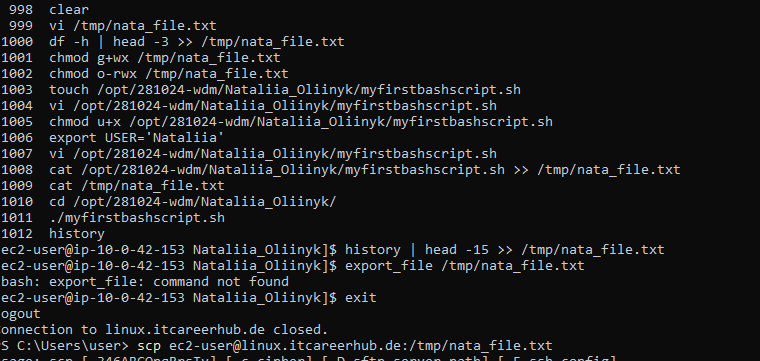 998 clear
999 vi /tmp/nata_file.txt
1000 df -h | head -3 >> /tmp/nata_file.txt
1001 chmod g+wx /tmp/nata_file.txt
1002 chmod o-rwx /tmp/nata_file.txt
1003 touch /opt/281024-wdm/Nataliia_Oliinyk/myfirstbashscript.sh
1004 vi /opt/281024-wdm/Nataliia_Oliinyk/myfirstbashscript.sh
1005 chmod u+x /opt/281024-wdm/Nataliia_Oliinyk/myfirstbashscript.sh
1006 export USER='Nataliia'
1007 vi /opt/281024-wdm/Nataliia_Oliinyk/myfirstbashscript.sh
1008 cat /opt/281024-wdm/Nataliia_Oliinyk/myfirstbashscript.sh >> /tmp/nata_file.txt
1009 cat /tmp/nata_file.txt
1010 cd /opt/281024-wdm/Nataliia_Oliinyk/
1011 ./myfirstbashscript.sh
1012 history
ec2-user@ip-10-0-42-153 Nataliia_Oliinyk]$ history | head -15 >> /tmp/nata_file.txt
ec2-user@ip-10-0-42-153 Nataliia_Oliinyk]$ export_file /tmp/nata_file.txt
bash: export_file: command not found
ec2-user@ip-10-0-42-153 Nataliia_Oliinyk]$ exit
ogout
onnection to linux.itcareerhub.de closed.
S C:\Users\user> scp ec2-user@linux.itcareerhub.de:/tmp/nata_file.txt